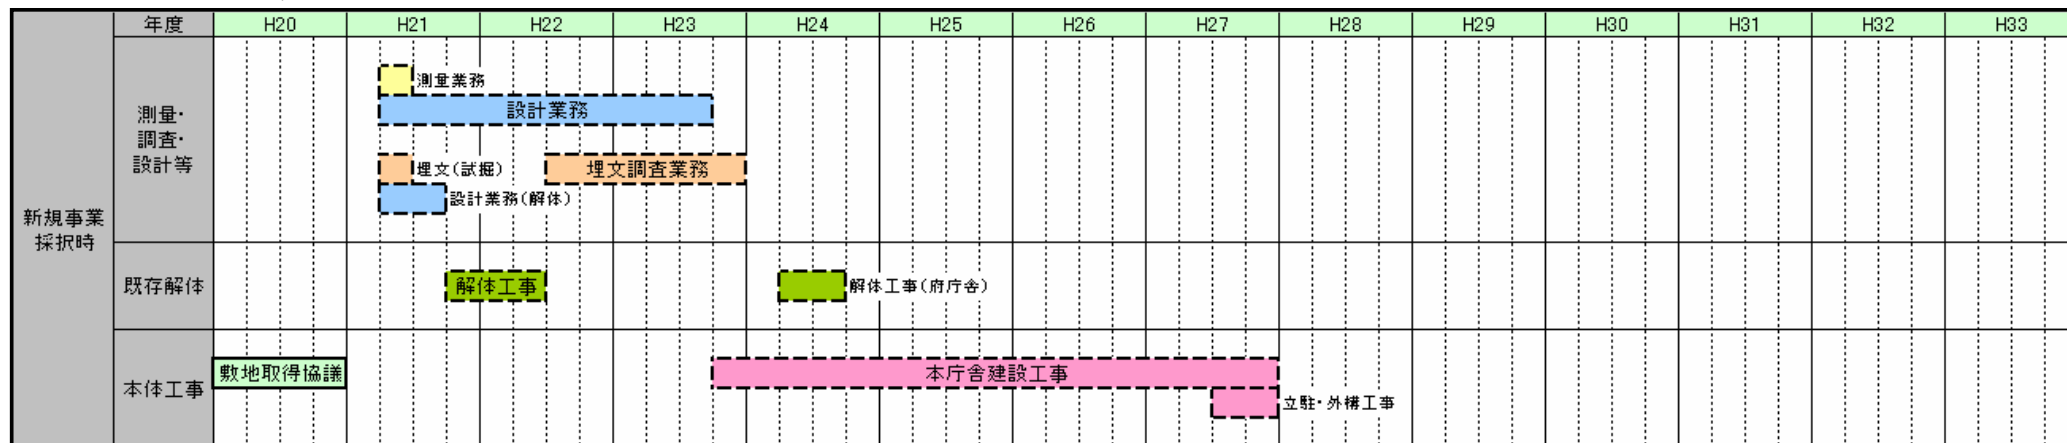 年度 H20 H21 H22 H23 H24 H25 H26 H27 H28 H29 H30 H31 H32 H33
新規事業
採択時
測量・
調査・
設計等
測量業務
設計業務
埋文(試掘) 埋文調査業務
設計業務(解体)
既存解体
解体工事 解体工事(府庁舎)
本体工事
敷地取得協議 本庁舎建設工事
立駐・外構工事